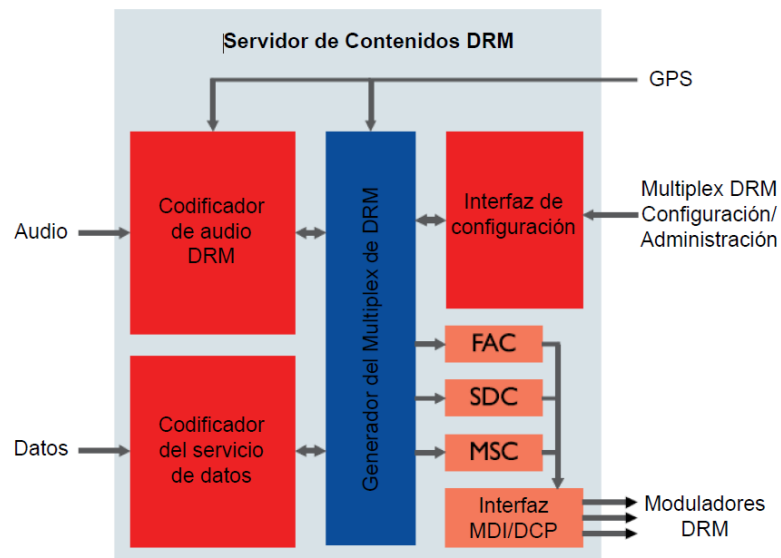 Servidor de Contenidos DRM
GPS
Audio
Codificador
de audio
DRM
Generador del Multiplex de DRM
Interfaz de
configuración
Multiplex DRM
Configuración/
Administración
FAC
SDC
MSC
Datos
Codificador
del servicio
de datos
Interfaz
MDI/DCP
Moduladores
DRM